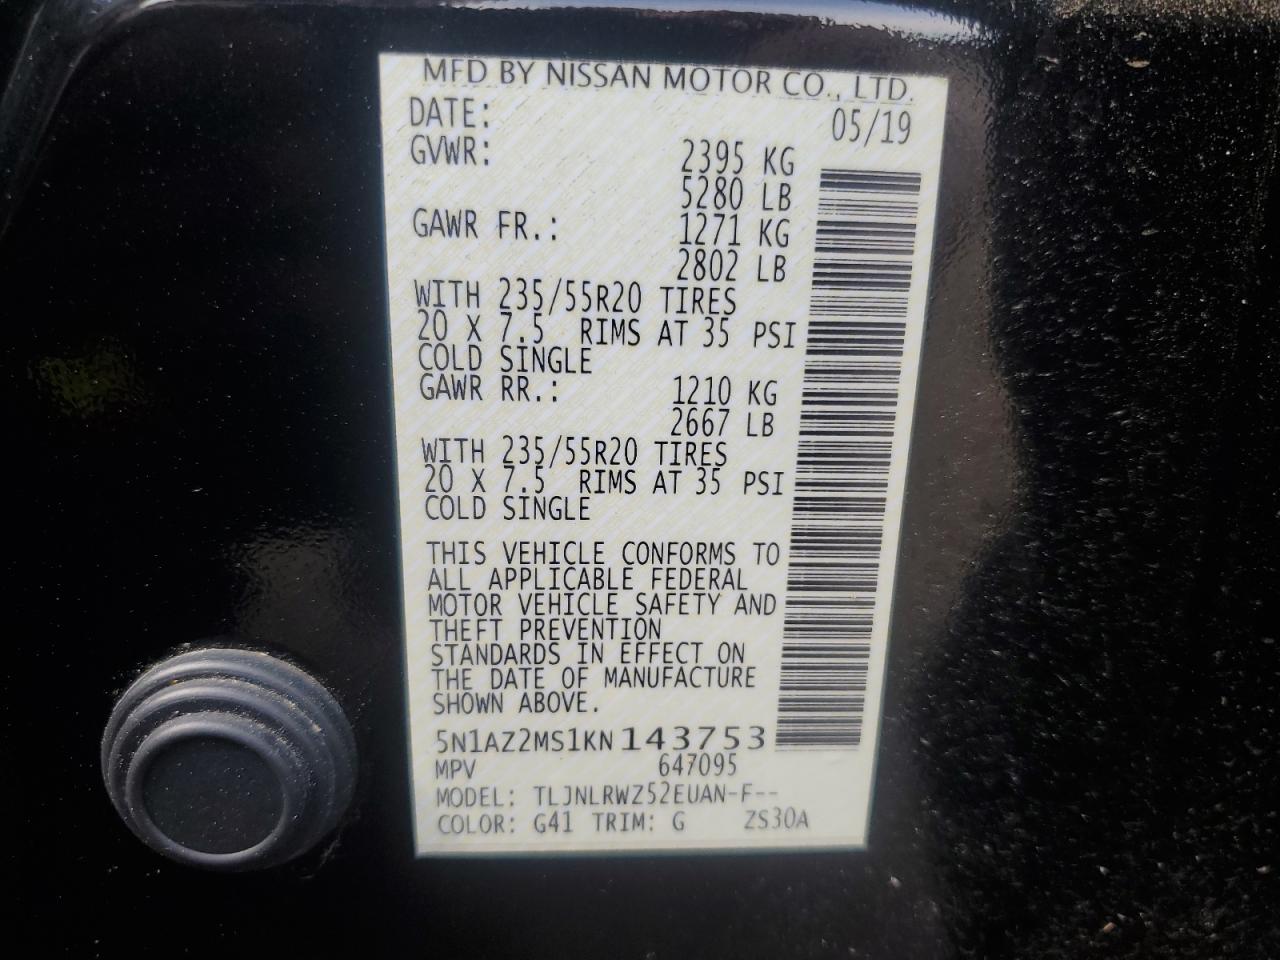 MFD BY NISSAN MOTOR CO., LTD.
DATE: 05/19
GVWR: 2395 KG
5280 LB
GAWR FR.: 1271 KG
2802 LB
WITH 235/55R20 TIRES
20 X 7.5 RIMS AT 35 PSI
COLD SINGLE
GAWR RR.: 1210 KG
2667 LB
WITH 235/55R20 TIRES
20 X 7.5 RIMS AT 35 PSI
COLD SINGLE
THIS VEHICLE CONFORMS TO
ALL APPLICABLE FEDERAL
MOTOR VEHICLE SAFETY AND
THEFT PREVENTION
STANDARDS IN EFFECT ON
THE DATE OF MANUFACTURE
SHOWN ABOVE.
5N1AZ2MS1KN143753
MPV 647095
MODEL: TLJNLRWZ52EUAN-F--
COLOR: G41 TRIM: G ZS30A